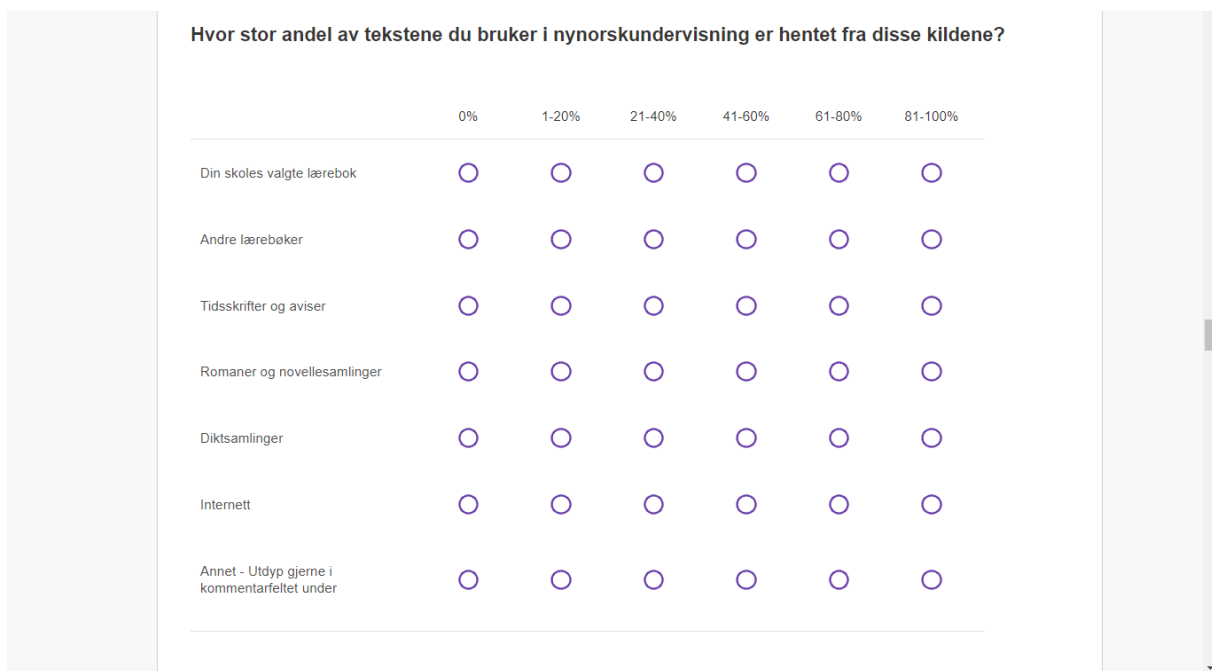 Hvor stor andel av tekstene du bruker i nynorskundervisning er hentet fra disse kildene?
0% 1-20% 21-40% 41-60% 61-80% 81-100%
Din skoles valgte lærebok
Andre lærebøker
Tidsskrifter og aviser
Romaner og novellesamlinger
Diktsamlinger
Internett
Annet - Utdyp gjerne i
kommentarfeltet under